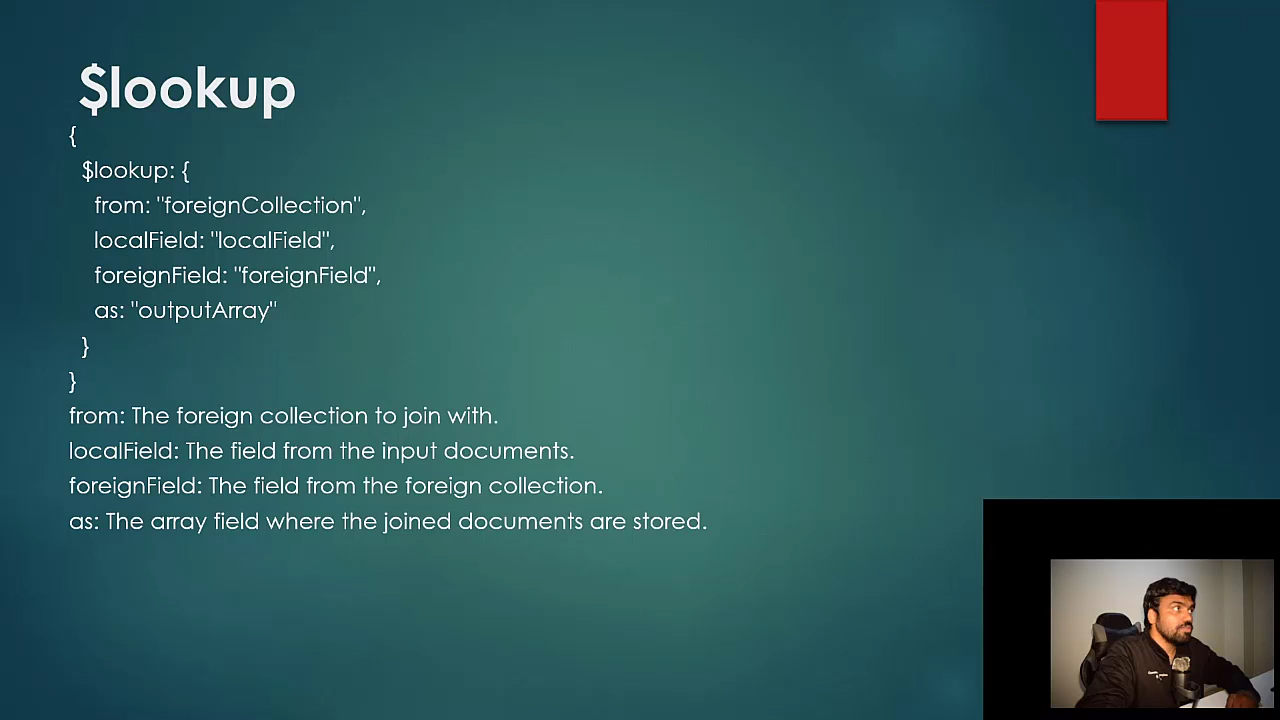 $lookup
{
$lookup: {
from: "foreignCollection",
localField: "localField",
foreignField: "foreignField",
as: "outputArray"
}
}
from: The foreign collection to join with.
localField: The field from the input documents.
foreignField: The field from the foreign collection.
as: The array field where the joined documents are stored.